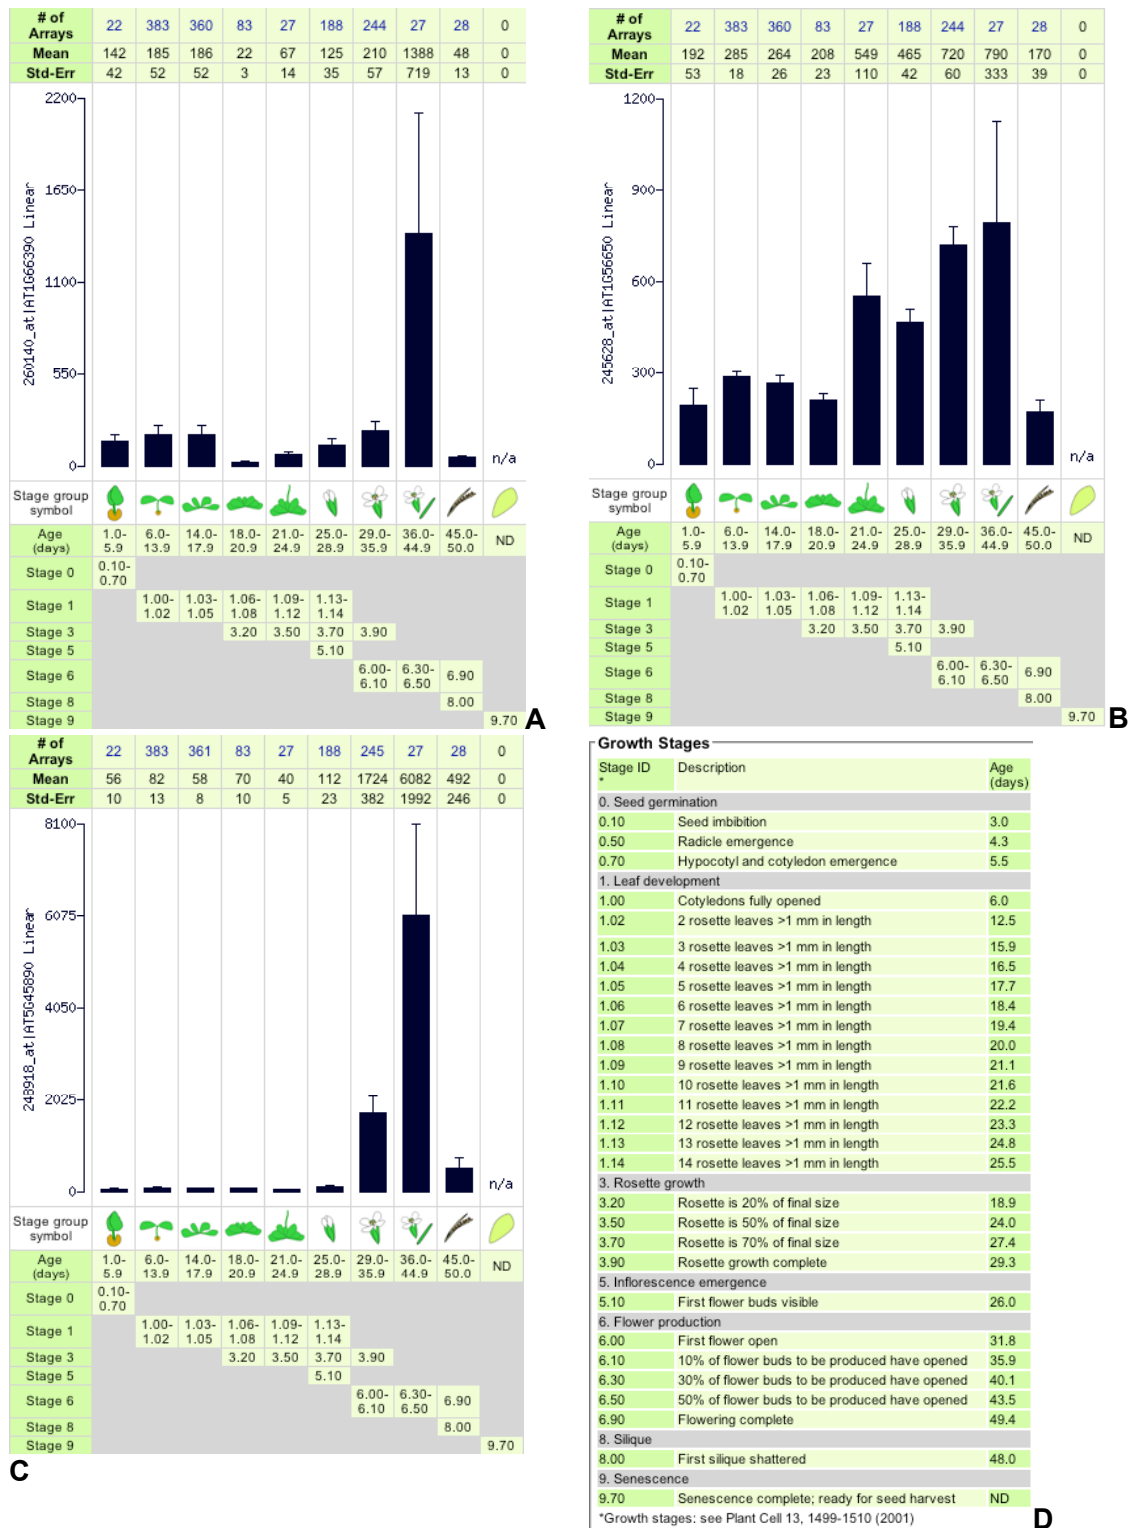 # of Arrays 22 383 360 83 27 188 244 27 28 0
Mean 142 185 186 22 67 125 210 1388 48 0
Std-Err 42 52 52 3 14 35 57 719 13 0
2200
1650
1100
550
0
260140_at|AT1G66390 Linear
n/a
Stage group symbol
Age (days) 1.0-5.9 6.0-13.9 14.0-17.9 18.0-20.9 21.0-24.9 25.0-28.9 29.0-35.9 36.0-44.9 45.0-50.0 ND
Stage 0 0.10-0.70
Stage 1 1.00-1.02 1.03-1.05 1.06-1.08 1.09-1.12 1.13-1.14
Stage 3 3.20 3.50 3.70 3.90
Stage 5 5.10
Stage 6 6.00-6.10 6.30-6.50 6.90
Stage 8 8.00
Stage 9 9.70
A
# of Arrays 22 383 360 83 27 188 244 27 28 0
Mean 192 285 264 208 549 465 720 790 170 0
Std-Err 53 18 26 23 110 42 60 333 39 0
1200
900
600
300
0
245628_at|AT1G56650 Linear
n/a
Stage group symbol
Age (days) 1.0-5.9 6.0-13.9 14.0-17.9 18.0-20.9 21.0-24.9 25.0-28.9 29.0-35.9 36.0-44.9 45.0-50.0 ND
Stage 0 0.10-0.70
Stage 1 1.00-1.02 1.03-1.05 1.06-1.08 1.09-1.12 1.13-1.14
Stage 3 3.20 3.50 3.70 3.90
Stage 5 5.10
Stage 6 6.00-6.10 6.30-6.50 6.90
Stage 8 8.00
Stage 9 9.70
B
# of Arrays 22 383 361 83 27 188 245 27 28 0
Mean 56 82 58 70 40 112 1724 6082 492 0
Std-Err 10 13 8 10 5 23 382 1992 246 0
8100
6075
4050
2025
0
248918_at|AT5G45890 Linear
n/a
Stage group symbol
Age (days) 1.0-5.9 6.0-13.9 14.0-17.9 18.0-20.9 21.0-24.9 25.0-28.9 29.0-35.9 36.0-44.9 45.0-50.0 ND
Stage 0 0.10-0.70
Stage 1 1.00-1.02 1.03-1.05 1.06-1.08 1.09-1.12 1.13-1.14
Stage 3 3.20 3.50 3.70 3.90
Stage 5 5.10
Stage 6 6.00-6.10 6.30-6.50 6.90
Stage 8 8.00
Stage 9 9.70
C
Growth Stages
Stage ID * Description Age (days)
0. Seed germination
0.10 Seed imbibition 3.0
0.50 Radicle emergence 4.3
0.70 Hypocotyl and cotyledon emergence 5.5
1. Leaf development
1.00 Cotyledons fully opened 6.0
1.02 2 rosette leaves >1 mm in length 12.5
1.03 3 rosette leaves >1 mm in length 15.9
1.04 4 rosette leaves >1 mm in length 16.5
1.05 5 rosette leaves >1 mm in length 17.7
1.06 6 rosette leaves >1 mm in length 18.4
1.07 7 rosette leaves >1 mm in length 19.4
1.08 8 rosette leaves >1 mm in length 20.0
1.09 9 rosette leaves >1 mm in length 21.1
1.10 10 rosette leaves >1 mm in length 21.6
1.11 11 rosette leaves >1 mm in length 22.2
1.12 12 rosette leaves >1 mm in length 23.3
1.13 13 rosette leaves >1 mm in length 24.8
1.14 14 rosette leaves >1 mm in length 25.5
3. Rosette growth
3.20 Rosette is 20% of final size 18.9
3.50 Rosette is 50% of final size 24.0
3.70 Rosette is 70% of final size 27.4
3.90 Rosette growth complete 29.3
5. Inflorescence emergence
5.10 First flower buds visible 26.0
6. Flower production
6.00 First flower open 31.8
6.10 10% of flower buds to be produced have opened 35.9
6.30 30% of flower buds to be produced have opened 40.1
6.50 50% of flower buds to be produced have opened 43.5
6.90 Flowering complete 49.4
8. Silique
8.00 First silique shattered 48.0
9. Senescence
9.70 Senescence complete; ready for seed harvest ND
*Growth stages: see Plant Cell 13, 1499-1510 (2001)
D